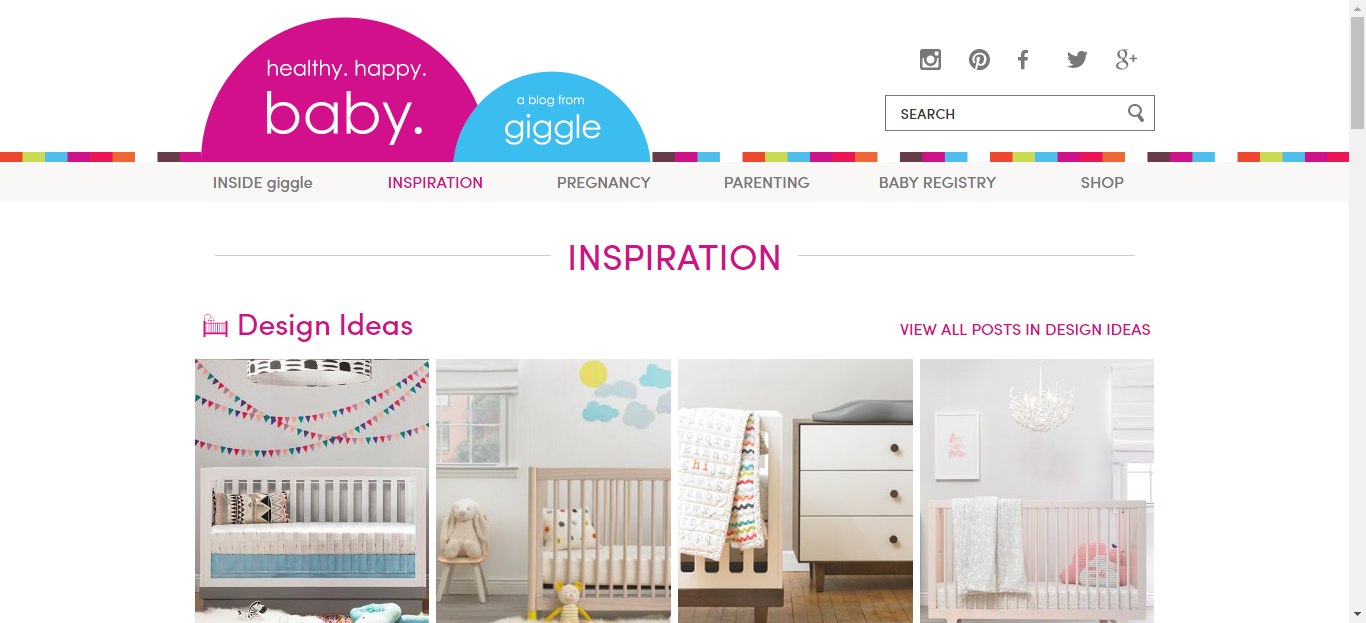 healthy. happy.
baby.
a blog from
giggle
SEARCH
INSIDE giggle
INSPIRATION
PREGNANCY
PARENTING
BABY REGISTRY
SHOP
INSPIRATION
Design Ideas
VIEW ALL POSTS IN DESIGN IDEAS
hi